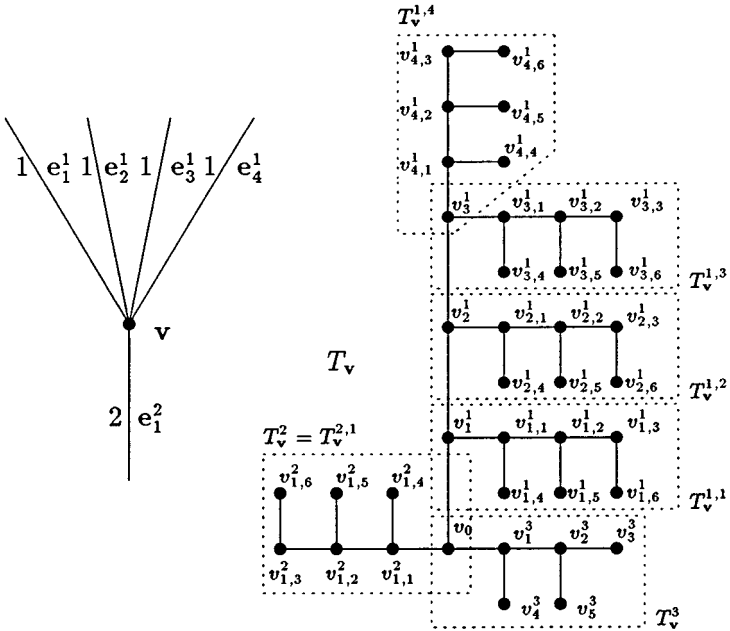 T_v^{1,4}
v_{4,3}^1 v_{4,6}^1
v_{4,2}^1 v_{4,5}^1
1 e_1^1 1 e_2^1 1 e_3^1 1 e_4^1
v_{4,1}^1 v_{4,4}^1
v_3^1 v_{3,1}^1 v_{3,2}^1 v_{3,3}^1
v_{3,4}^1 v_{3,5}^1 v_{3,6}^1
T_v^{1,3}
v_2^1 v_{2,1}^1 v_{2,2}^1 v_{2,3}^1
v
T_v
v_{2,4}^1 v_{2,5}^1 v_{2,6}^1
T_v^{1,2}
2 e_1^2
v_1^1 v_{1,1}^1 v_{1,2}^1 v_{1,3}^1
T_v^2 = T_v^{2,1}
v_{1,6}^2 v_{1,5}^2 v_{1,4}^2
v_{1,4}^1 v_{1,5}^1 v_{1,6}^1
T_v^{1,1}
v_0 v_1^3 v_2^3 v_3^3
v_{1,3}^2 v_{1,2}^2 v_{1,1}^2
v_4^3 v_5^3
T_v^3